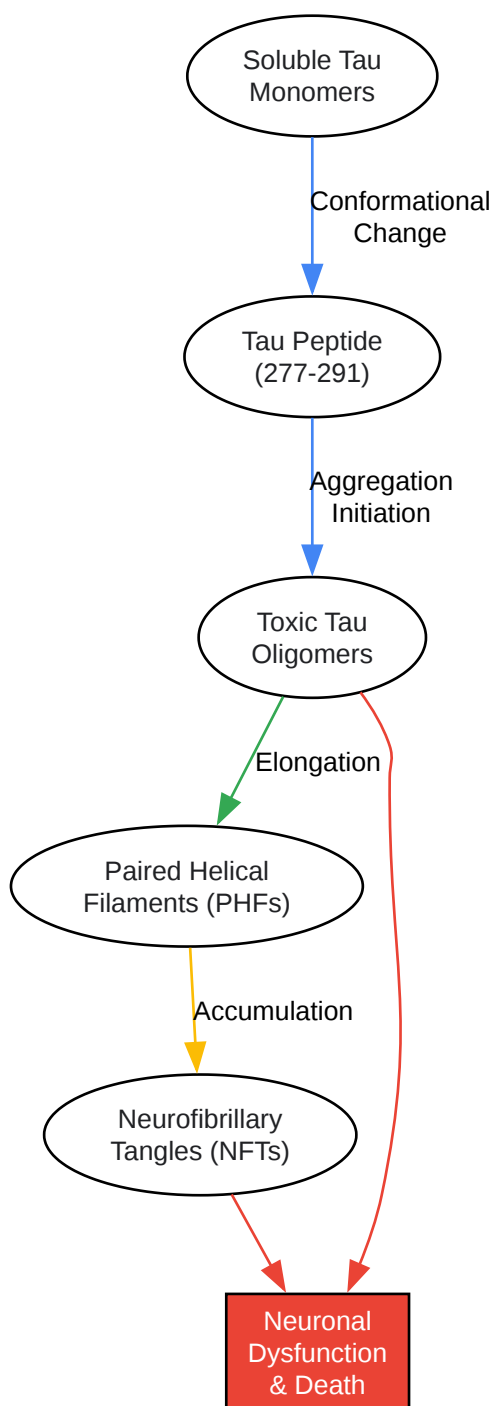 Soluble Tau
Monomers
Conformational
Change
Tau Peptide
(277-291)
Aggregation
Initiation
Toxic Tau
Oligomers
Elongation
Paired Helical
Filaments (PHFs)
Accumulation
Neurofibrillary
Tangles (NFTs)
Neuronal
Dysfunction
& Death